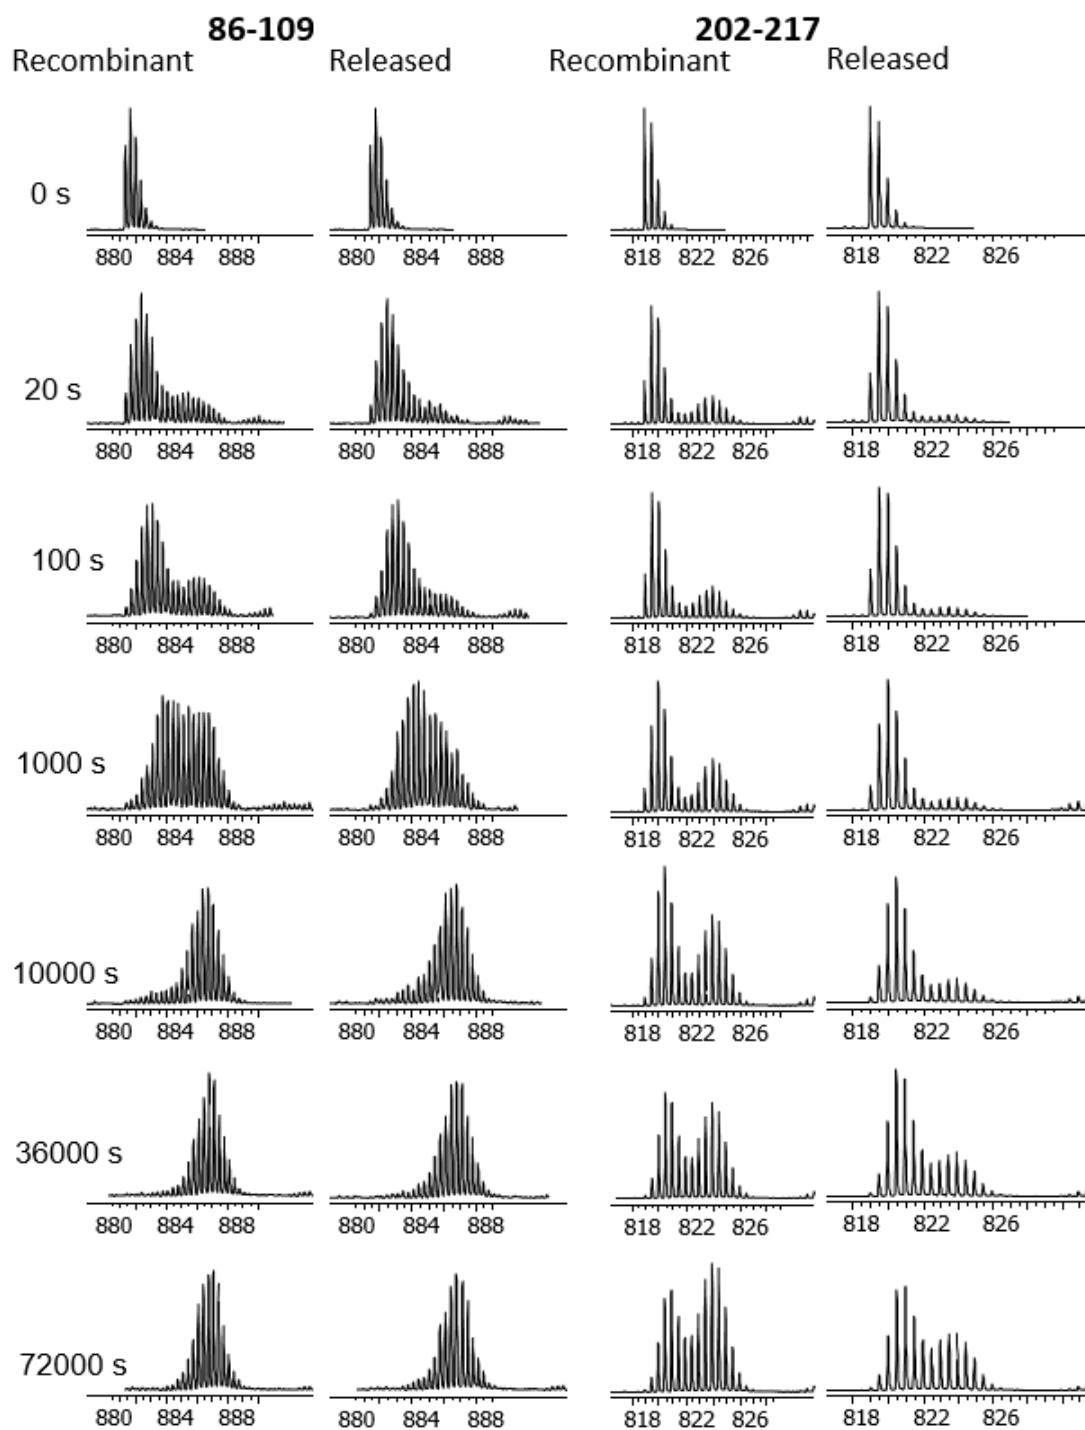 86-109 202-217
Recombinant Released Recombinant Released
0 s
880 884 888 880 884 888 818 822 826 818 822 826
20 s
880 884 888 880 884 888 818 822 826 818 822 826
100 s
880 884 888 880 884 888 818 822 826 818 822 826
1000 s
880 884 888 880 884 888 818 822 826 818 822 826
10000 s
880 884 888 880 884 888 818 822 826 818 822 826
36000 s
880 884 888 880 884 888 818 822 826 818 822 826
72000 s
880 884 888 880 884 888 818 822 826 818 822 826